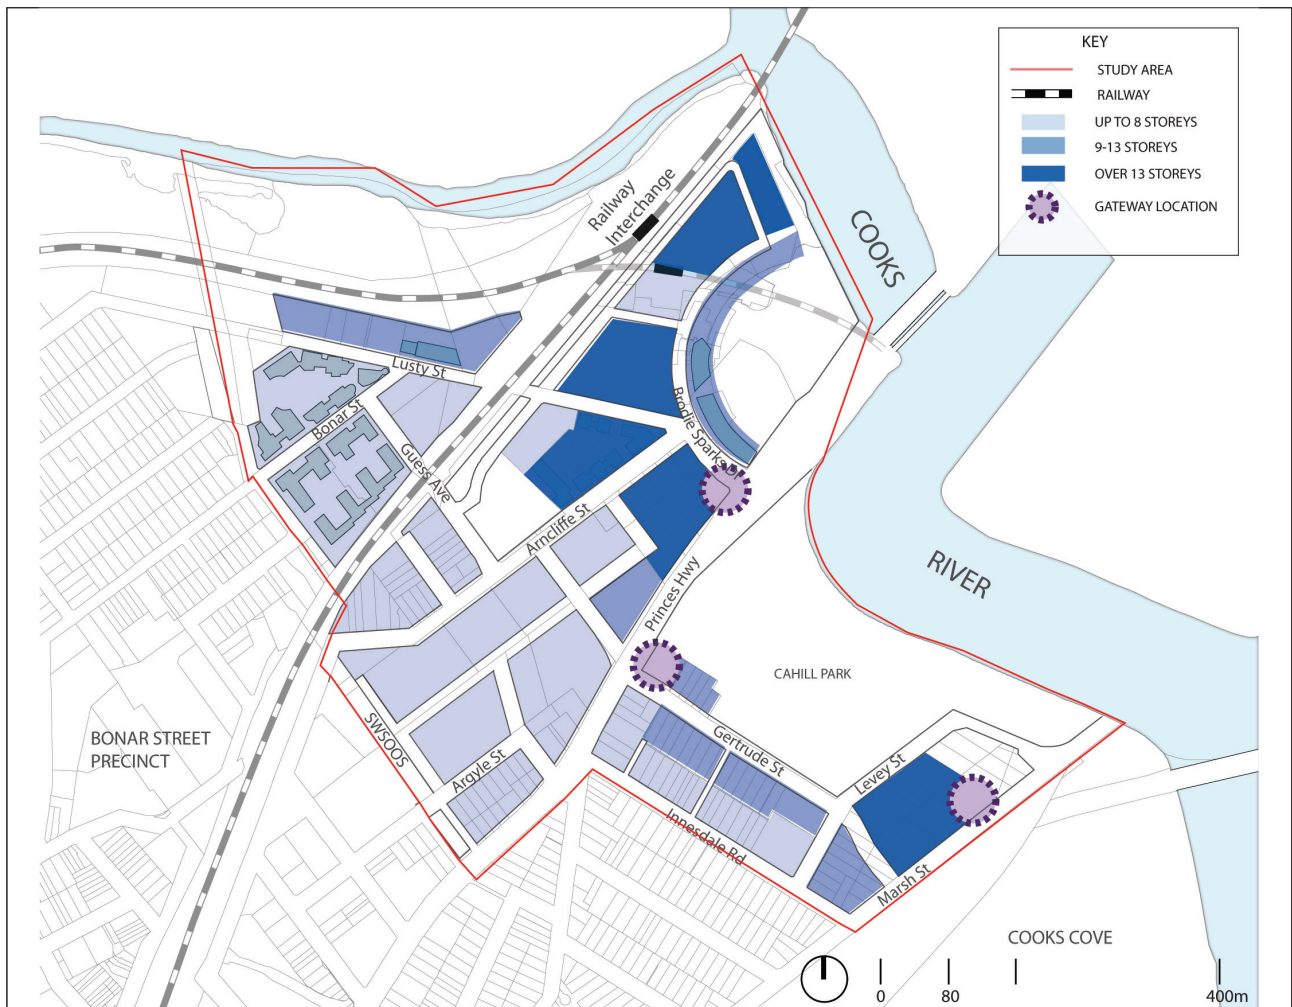 KEY
STUDY AREA
RAILWAY
UP TO 8 STOREYS
9-13 STOREYS
OVER 13 STOREYS
GATEWAY LOCATION
Railway
Interchange
COOKS
RIVER
Lusty St
Bonar St
Guess Ave
Brodie Sparks Dr
Arncliffe St
Princes Hwy
CAHILL PARK
BONAR STREET
PRECINCT
SWSOOS
Argyle St
Gertrude St
Levey St
Innesdale Rd
Marsh St
COOKS COVE
0
80
400m